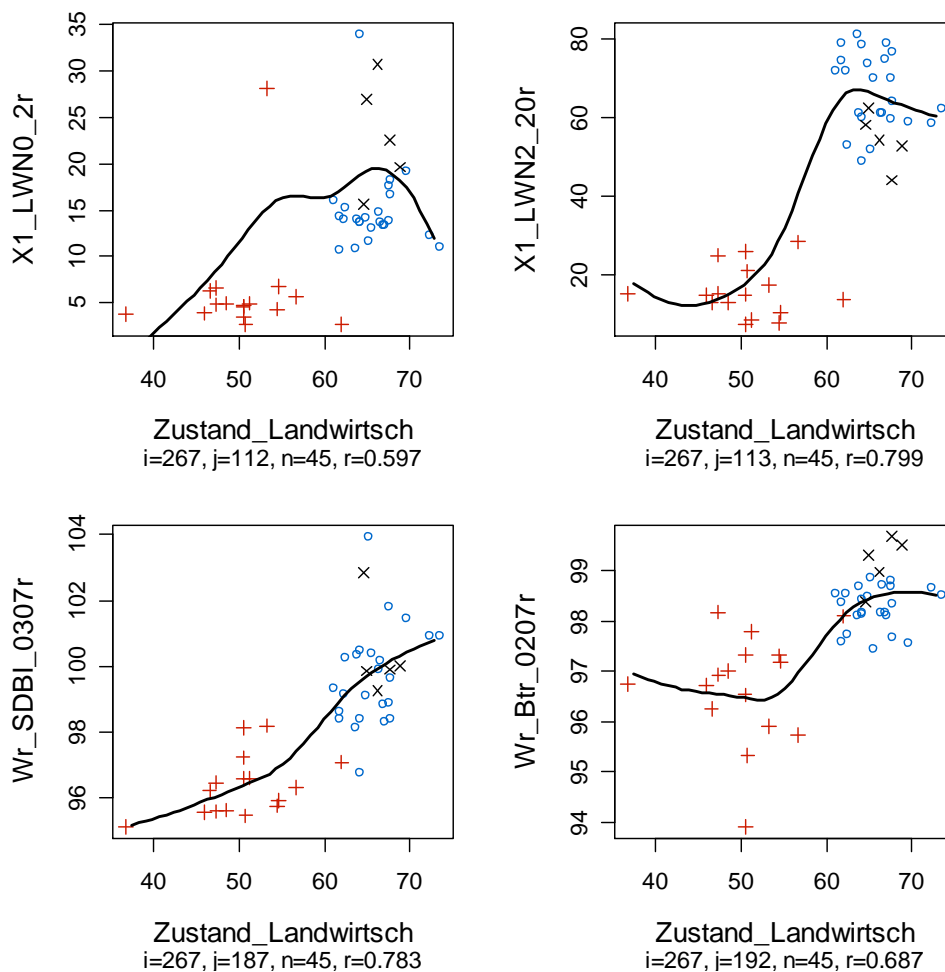 X1_LWN0_2r
35
30
25
20
15
10
5
40 50 60 70
Zustand_Landwirtsch
i=267, j=112, n=45, r=0.597
X1_LWN2_20r
80
60
40
20
40 50 60 70
Zustand_Landwirtsch
i=267, j=113, n=45, r=0.799
Wr_SDBI_0307r
104
102
100
98
96
40 50 60 70
Zustand_Landwirtsch
i=267, j=187, n=45, r=0.783
Wr_Btr_0207r
99
98
97
96
95
94
40 50 60 70
Zustand_Landwirtsch
i=267, j=192, n=45, r=0.687